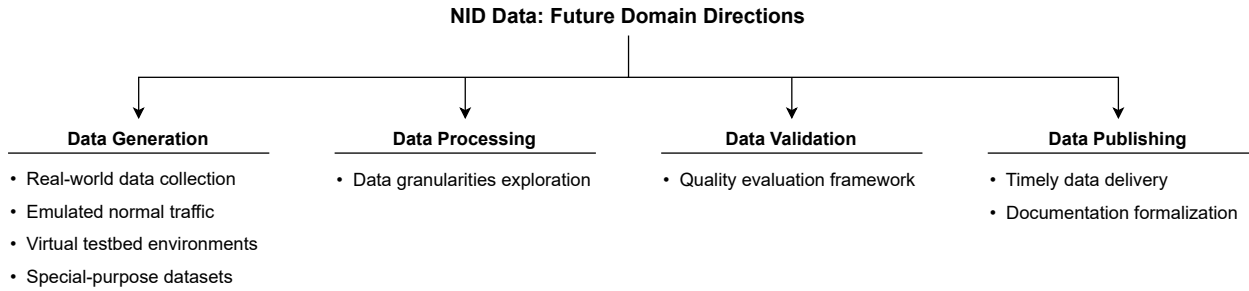 NID Data: Future Domain Directions
Data Generation
• Real-world data collection
• Emulated normal traffic
• Virtual testbed environments
• Special-purpose datasets
Data Processing
• Data granularities exploration
Data Validation
• Quality evaluation framework
Data Publishing
• Timely data delivery
• Documentation formalization